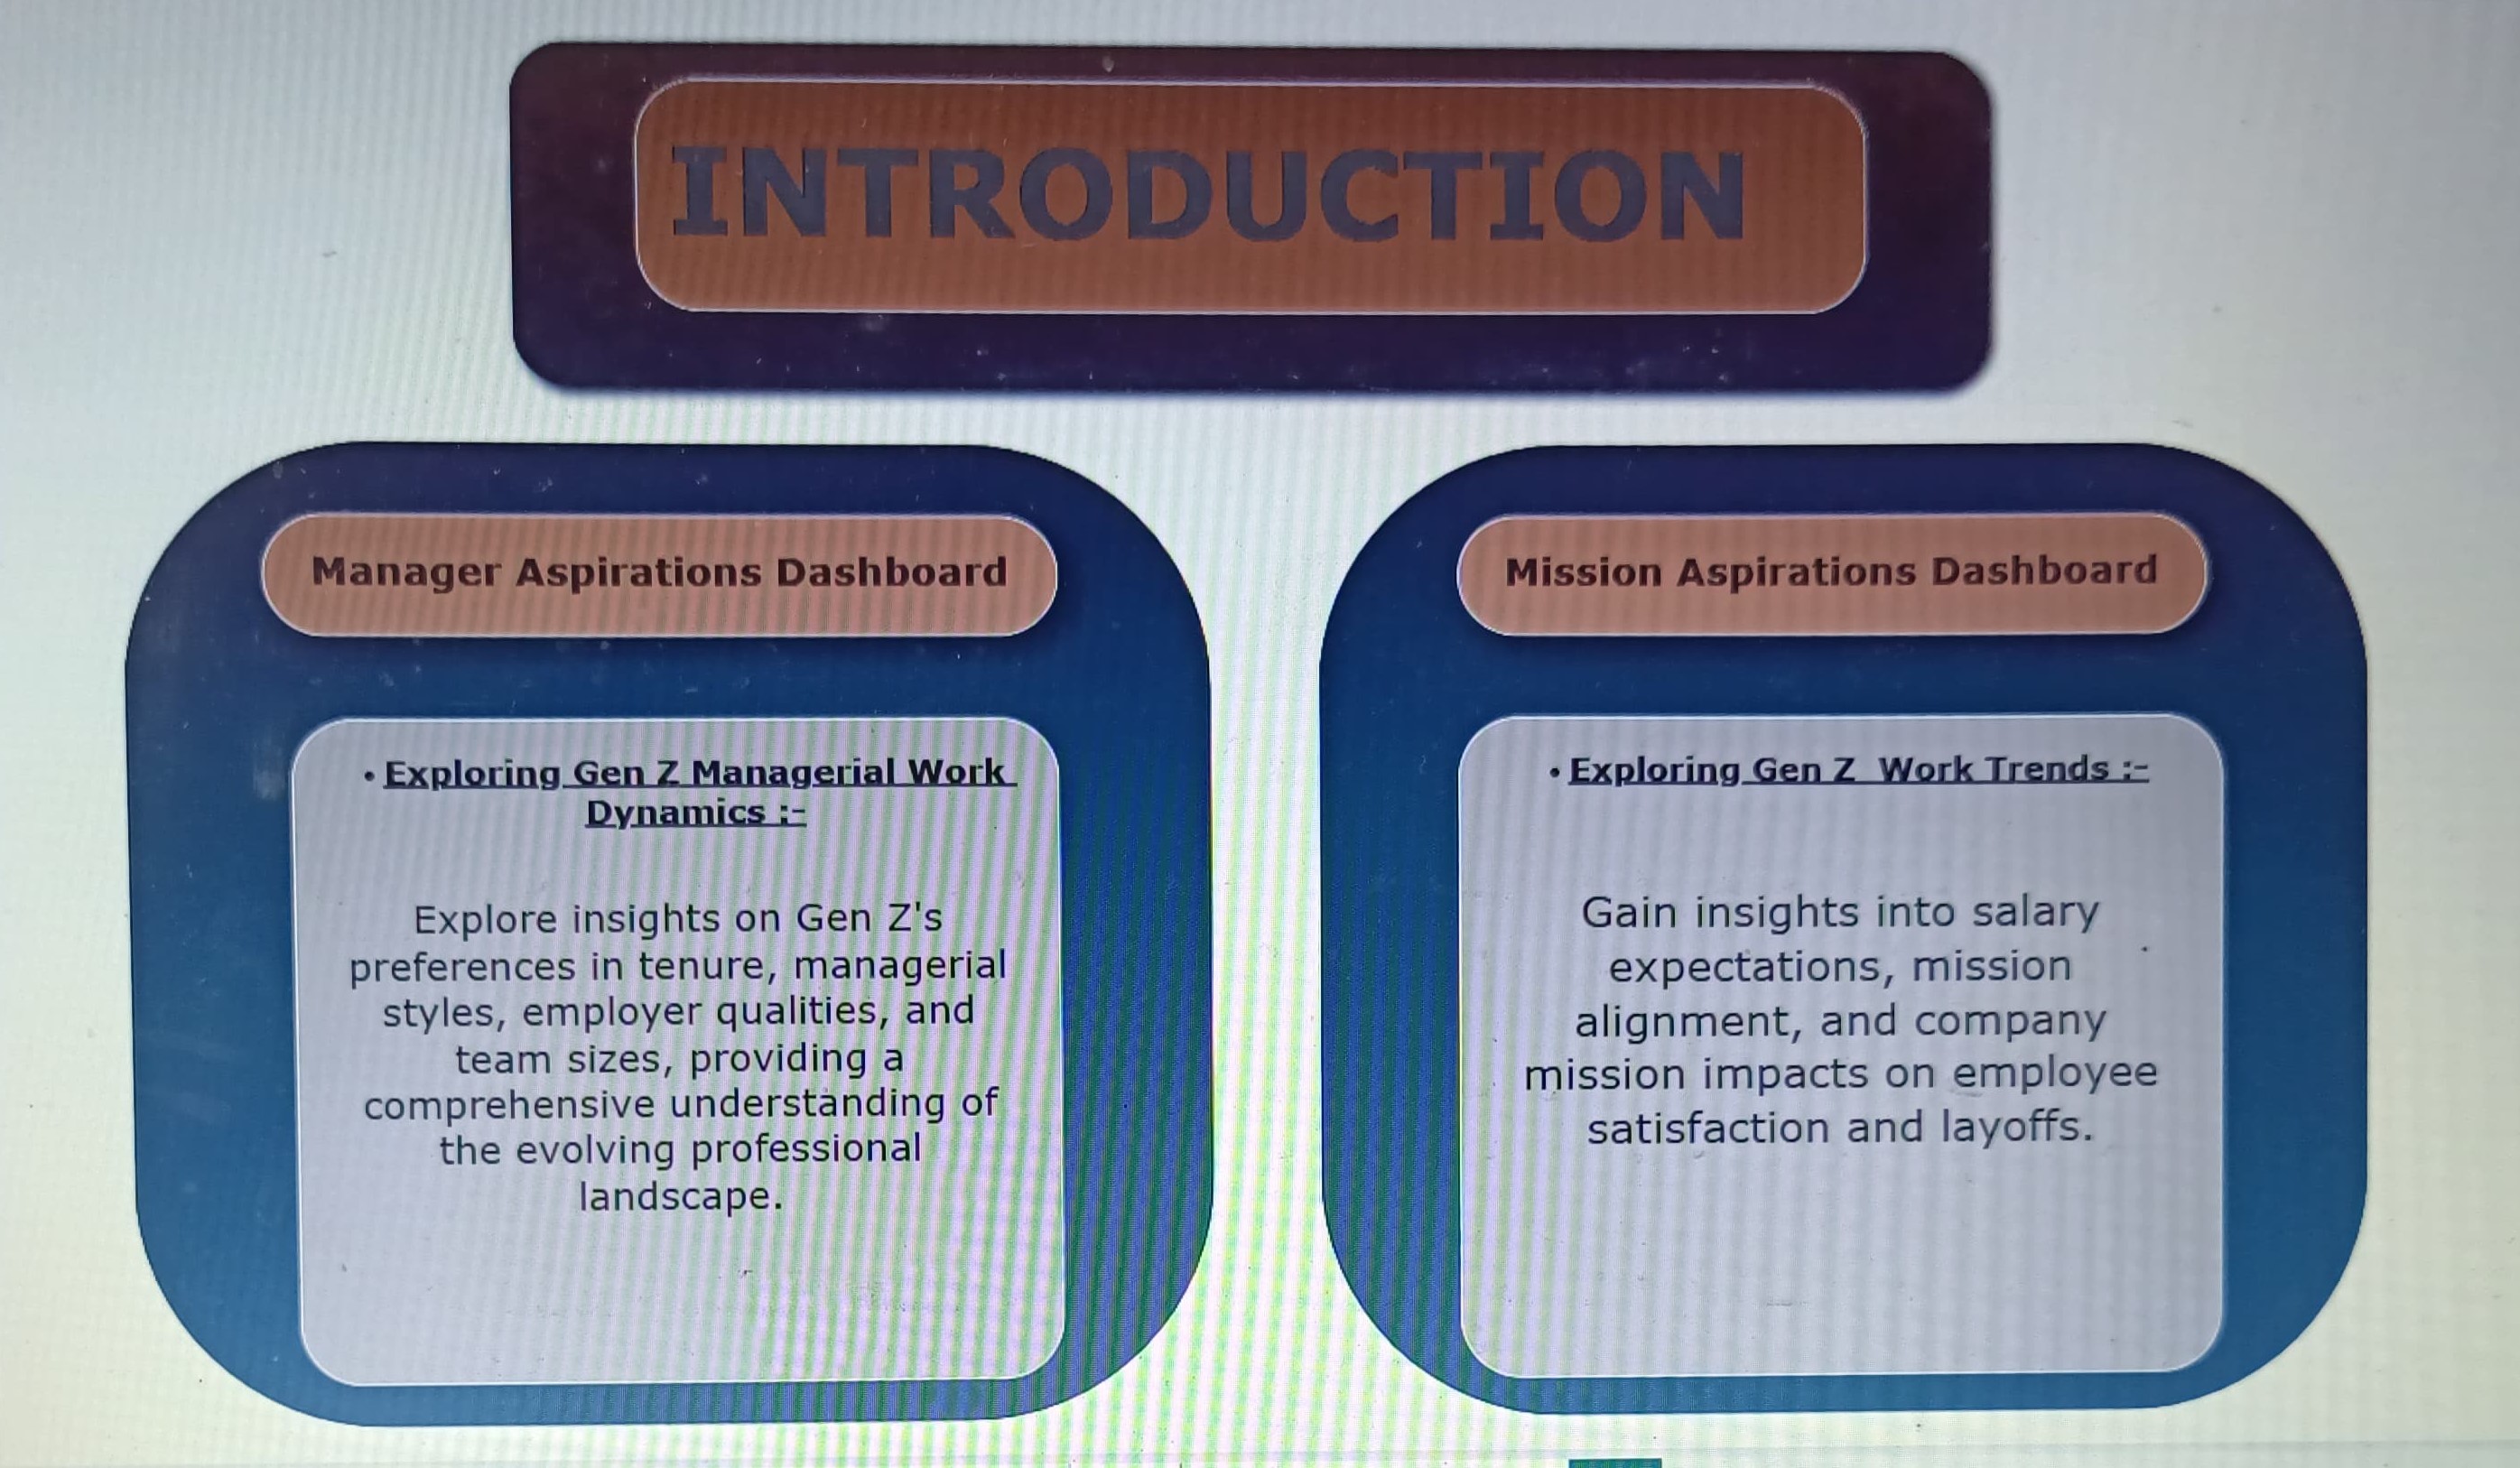 INTRODUCTION
Manager Aspirations Dashboard
• Exploring Gen Z Managerial Work
Dynamics :-
Explore insights on Gen Z's
preferences in tenure, managerial
styles, employer qualities, and
team sizes, providing a
comprehensive understanding of
the evolving professional
landscape.
Mission Aspirations Dashboard
• Exploring Gen Z  Work Trends :-
Gain insights into salary
expectations, mission
alignment, and company
mission impacts on employee
satisfaction and layoffs.